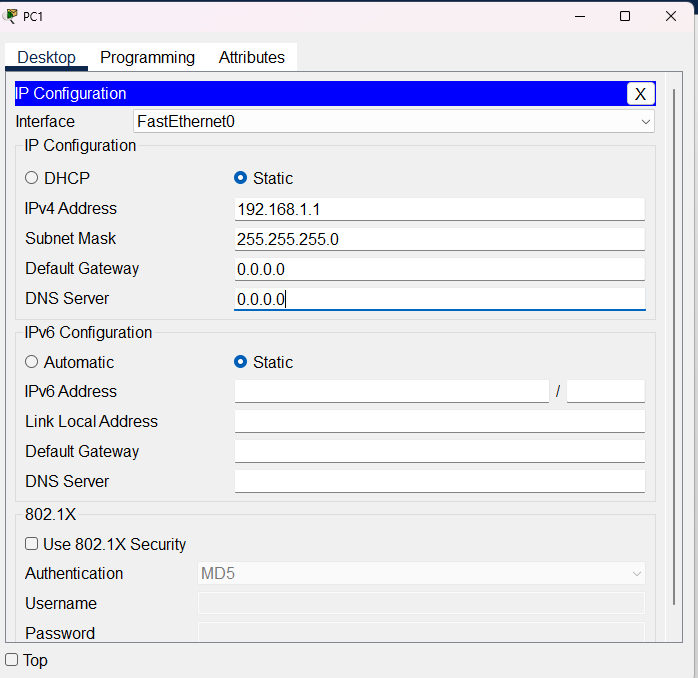 PC1
Desktop Programming Attributes
IP Configuration X
Interface FastEthernet0
IP Configuration
DHCP Static
IPv4 Address 192.168.1.1
Subnet Mask 255.255.255.0
Default Gateway 0.0.0.0
DNS Server 0.0.0.0
IPv6 Configuration
Automatic Static
IPv6 Address /
Link Local Address
Default Gateway
DNS Server
802.1X
Use 802.1X Security
Authentication MD5
Username
Password
Top